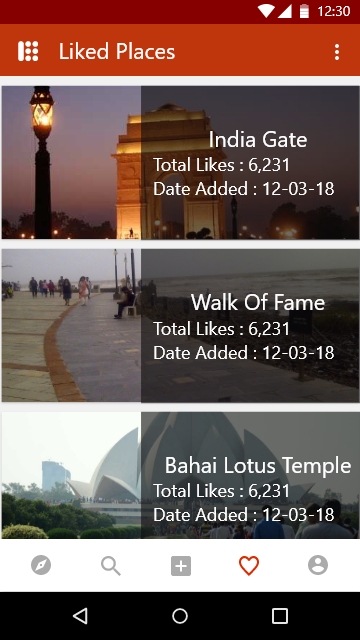 12:30
Liked Places
India Gate
Total Likes : 6,231
Date Added : 12-03-18
Walk Of Fame
Total Likes : 6,231
Date Added : 12-03-18
Bahai Lotus Temple
Total Likes : 6,231
Date Added : 12-03-18